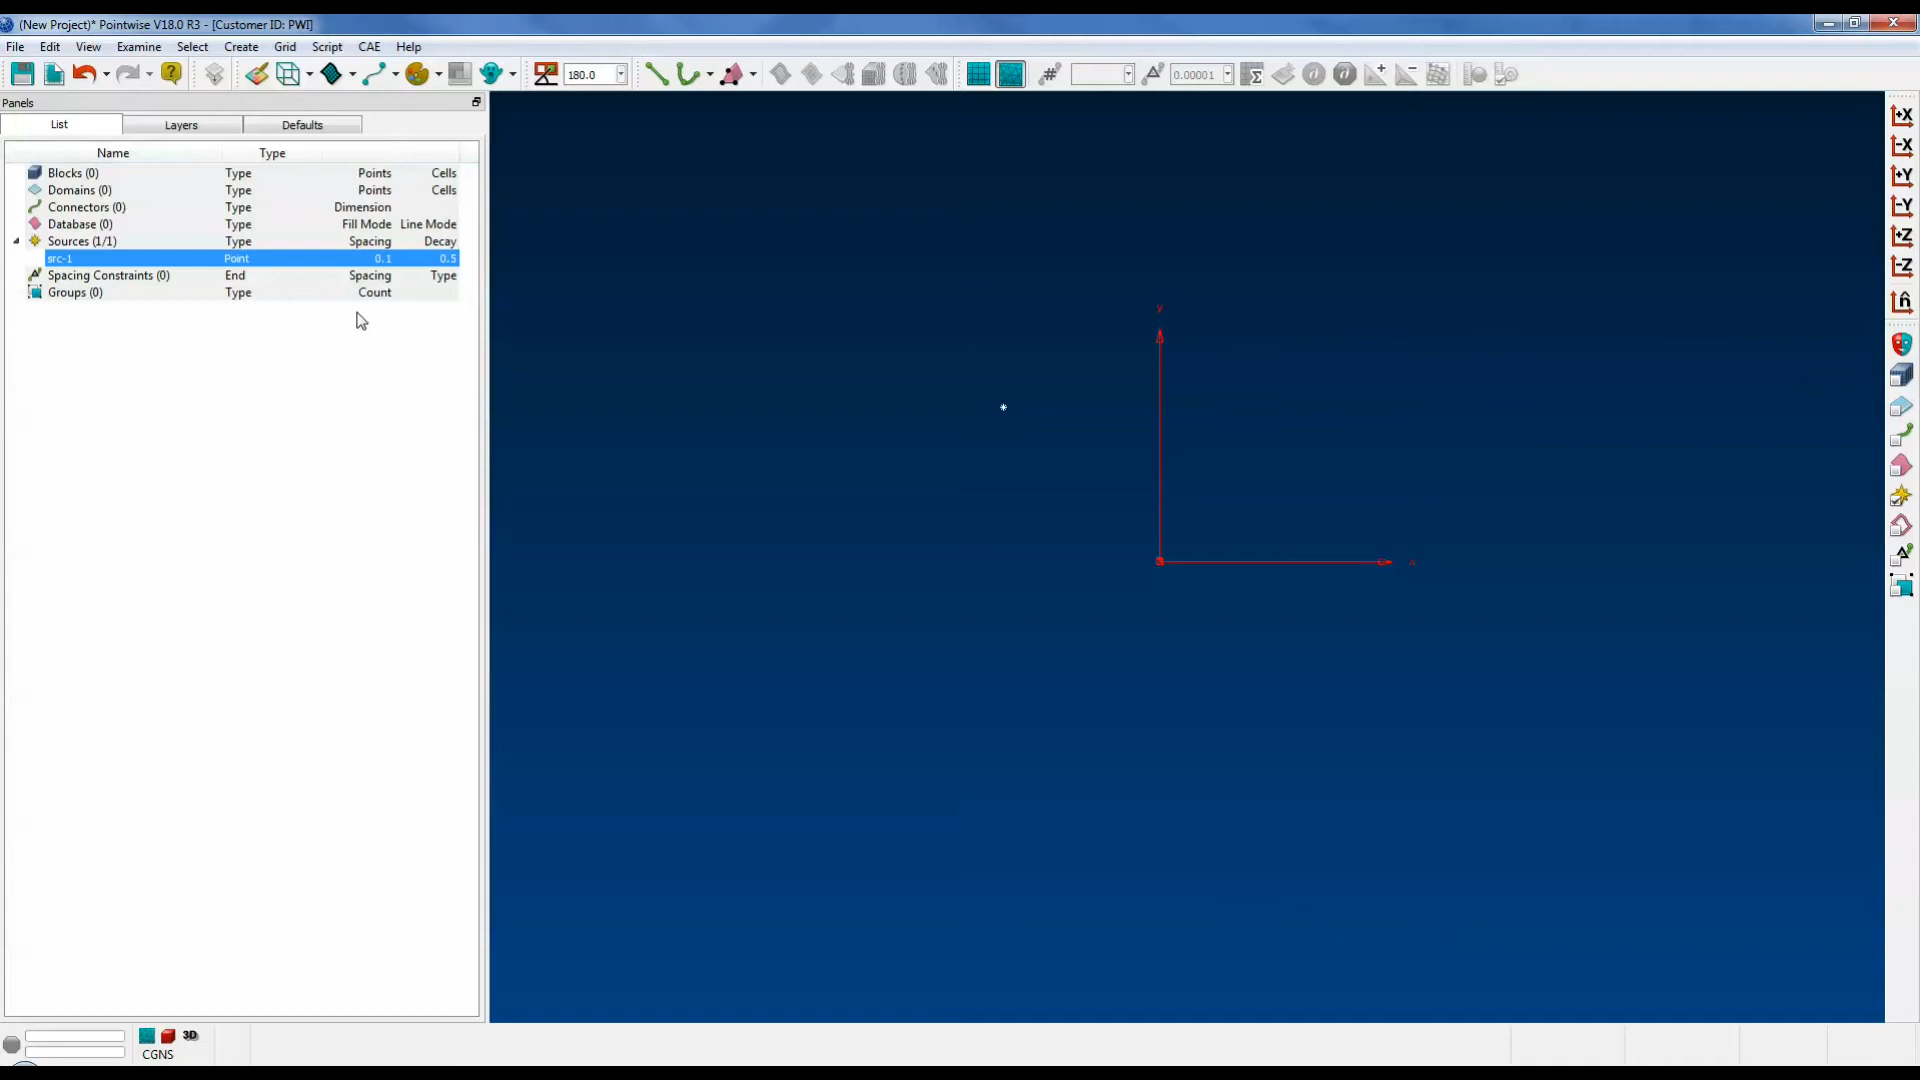 (New Project)* Pointwise V18.0 R3 - [Customer ID: PWI]
File Edit View Examine Select Create Grid Script CAE Help
180.0
0.00001
Panels
List Layers Defaults
Name Type
Blocks (0) Type Points Cells
Domains (0) Type Points Cells
Connectors (0) Type Dimension
Database (0) Type Fill Mode Line Mode
Sources (1/1) Type Spacing Decay
src-1 Point 0.1 0.5
Spacing Constraints (0) End Spacing Type
Groups (0) Type Count
y
x
+X
-X
+Y
-Y
+Z
-Z
n̂
3D
CGNS